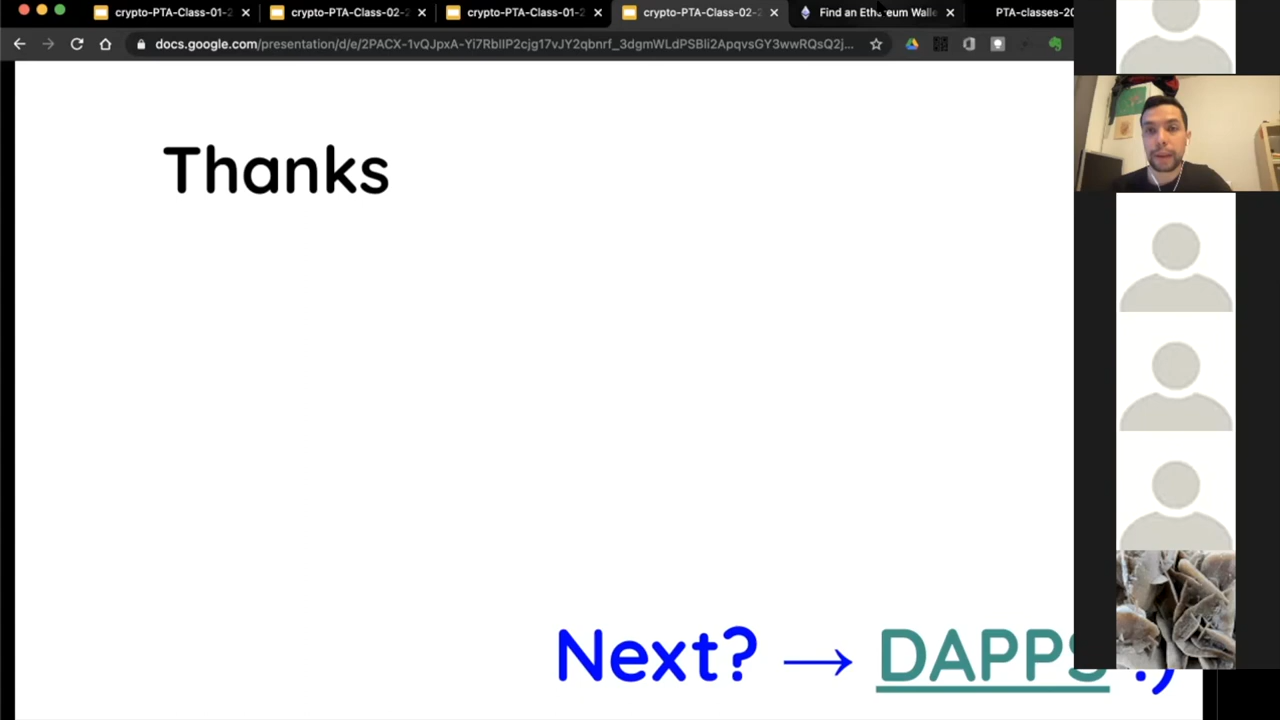 crypto-PTA-Class-01-2
crypto-PTA-Class-02-2
crypto-PTA-Class-01-2
crypto-PTA-Class-02-2
Find an Ethereum Walle
PTA-classes-20
docs.google.com/presentation/d/e/2PACX-1vQJpxA-Yi7RbIIP2cjg17vJY2qbnrf_3dgmWLdPSBli2ApqvsGY3wwRQsQ2j...
Thanks
Next? → DAPPS :)